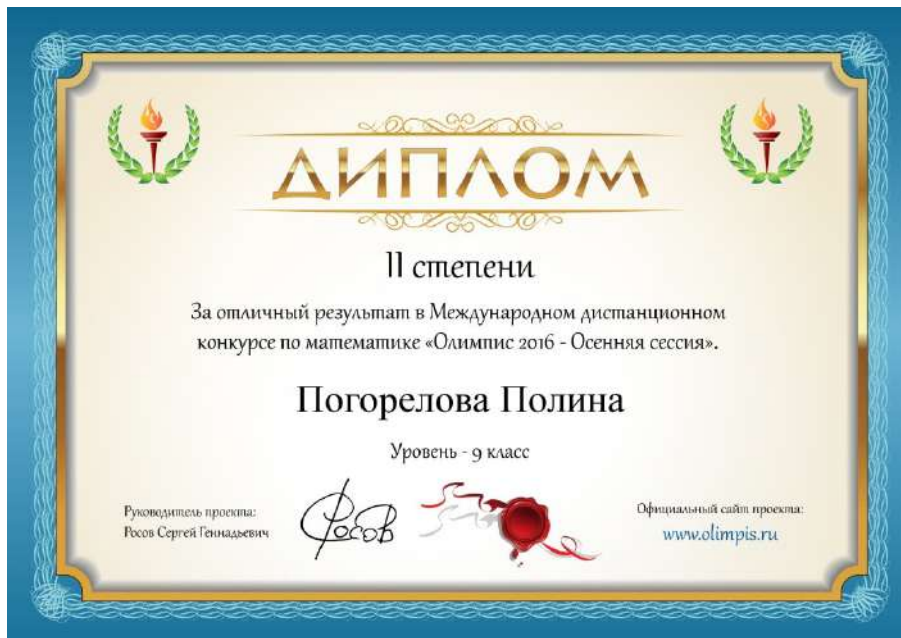 ДИПЛОМ
II степени
За отличный результат в Международном дистанционном
конкурсе по математике «Олимпис 2016 - Осенняя сессия».
Погорелова Полина
Уровень - 9 класс
Руководитель проекта:
Росов Сергей Геннадьевич
Росов
Официальный сайт проекта:
www.olimpis.ru